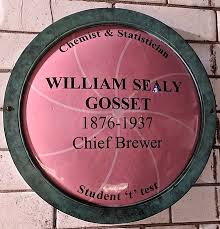 Chemist & Statistician
WILLIAM SEALY
GOSSET
1876-1937
Chief Brewer
Student 't' test